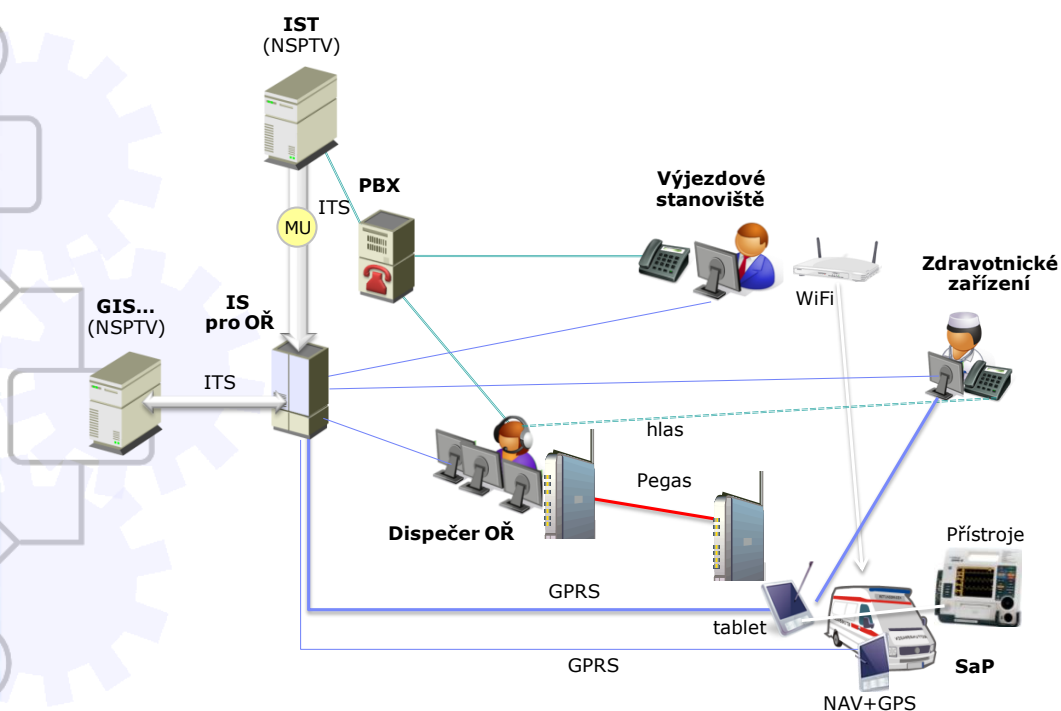 IST
(NSPTV)
PBX
ITS
MU
Výjezdové
stanoviště
WiFi
Zdravotnické
zařízení
GIS...
(NSPTV)
IS
pro OŘ
ITS
hlas
Pegas
Dispečer OŘ
Přístroje
GPRS
tablet
GPRS
SaP
NAV+GPS